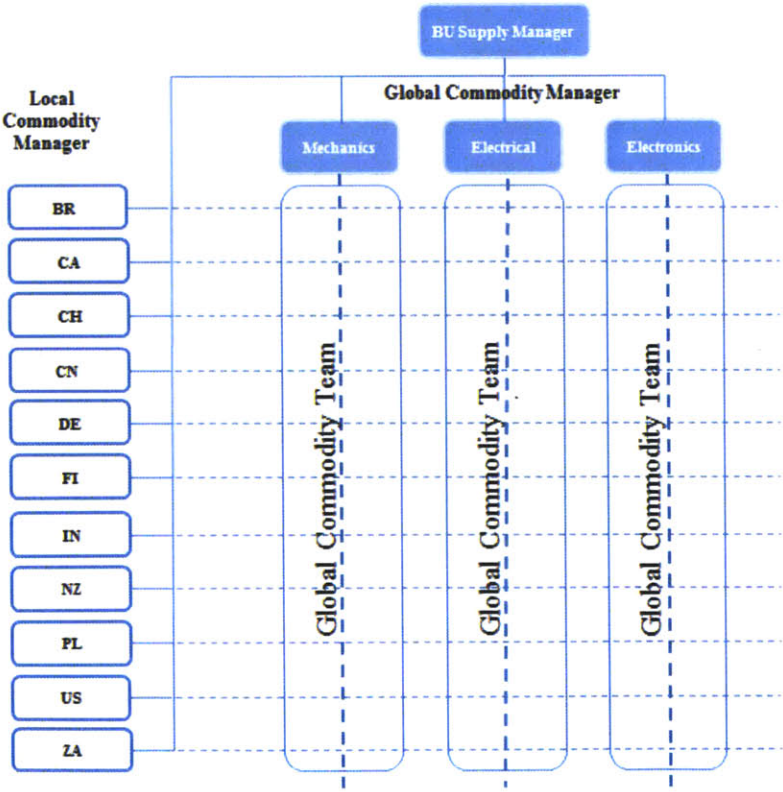 BU Supply Manager
Global Commodity Manager
Local
Commodity
Manager
Mechanics
Electrical
Electronics
BR
CA
CH
CN
DE
FI
IN
NZ
PL
US
ZA
Global Commodity Team
Global Commodity Team
Global Commodity Team